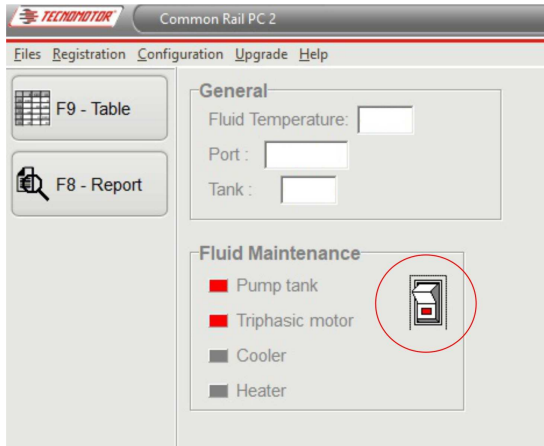 TECNOMOTOR
Common Rail PC 2
Files Registration Configuration Upgrade Help
F9 - Table
F8 - Report
General
Fluid Temperature:
Port :
Tank :
Fluid Maintenance
Pump tank
Triphasic motor
Cooler
Heater